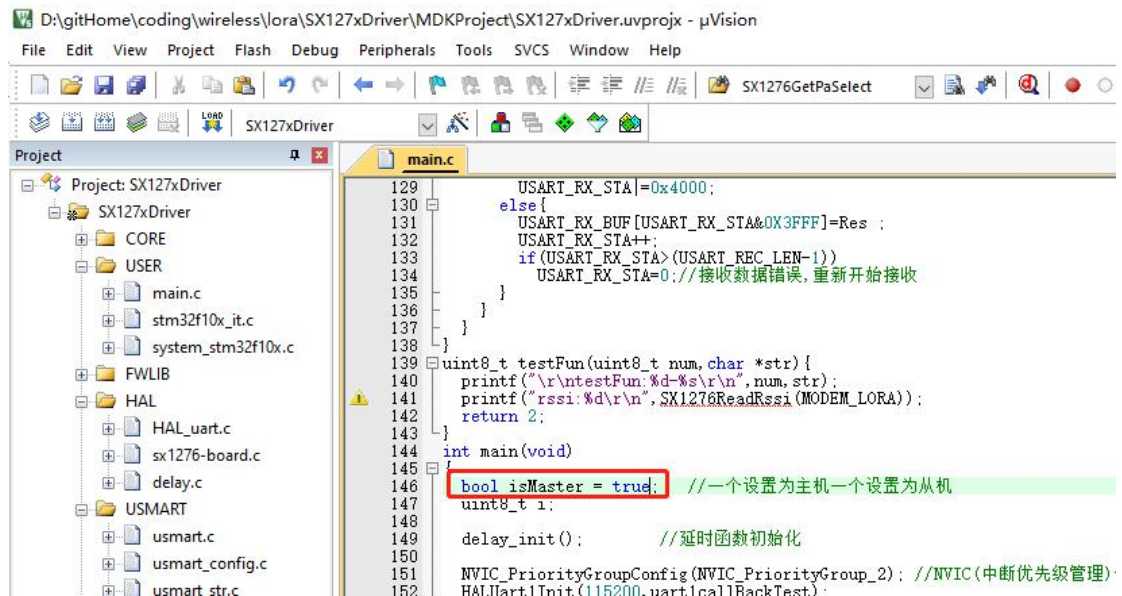 D:\gitHome\coding\wireless\lora\SX127xDriver\MDKProject\SX127xDriver.uvprojx - µVision
File Edit View Project Flash Debug Peripherals Tools SVCS Window Help
SX1276GetPaSelect
LOAD SX127xDriver
Project
main.c
Project: SX127xDriver
SX127xDriver
CORE
USER
main.c
stm32f10x_it.c
system_stm32f10x.c
FWLIB
HAL
HAL_uart.c
sx1276-board.c
delay.c
USMART
usmart.c
usmart_config.c
usmart_str.c
129 USART_RX_STA|=0x4000;
130 else{
131 USART_RX_BUF[USART_RX_STA&0X3FFF]=Res ;
132 USART_RX_STA++;
133 if(USART_RX_STA>(USART_REC_LEN-1))
134 USART_RX_STA=0;//接收数据错误,重新开始接收
135 }
136 }
137 }
138 }
139 uint8_t testFun(uint8_t num,char *str){
140 printf("\r\ntestFun:%d-%s\r\n",num,str);
141 printf("rssi:%d\r\n",SX1276ReadRssi(MODEM_LORA));
142 return 2;
143 }
144 int main(void)
145 {
146 bool isMaster = true; //一个设置为主机一个设置为从机
147 uint8_t i;
148
149 delay_init(); //延时函数初始化
150
151 NVIC_PriorityGroupConfig(NVIC_PriorityGroup_2); //NVIC(中断优先级管理)
152 HALUart1Init(115200,uart1callBackTest);